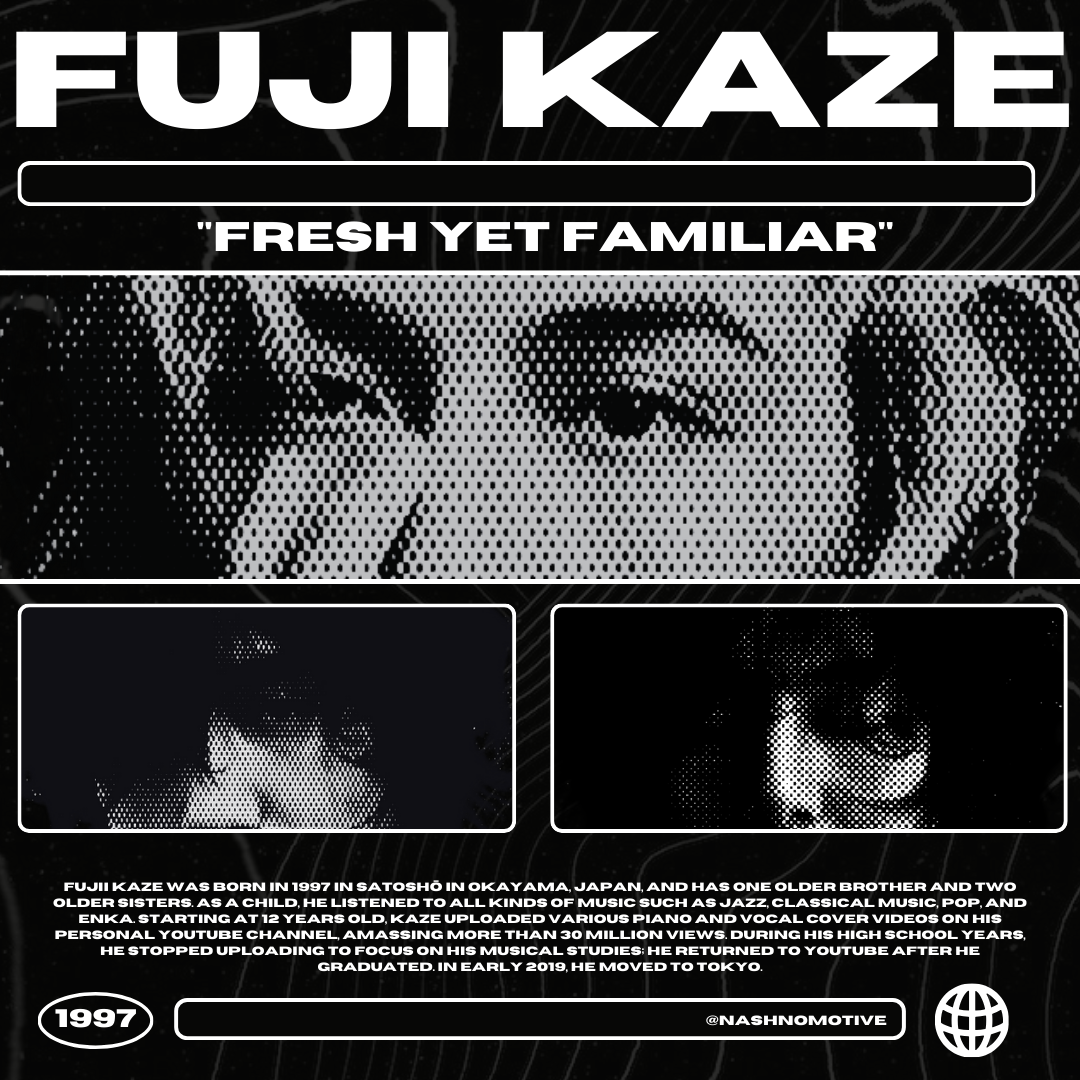 FUJI KAZE
"FRESH YET FAMILIAR"
FUJII KAZE WAS BORN IN 1997 IN SATOSHŌ IN OKAYAMA, JAPAN, AND HAS ONE OLDER BROTHER AND TWO
OLDER SISTERS. AS A CHILD, HE LISTENED TO ALL KINDS OF MUSIC SUCH AS JAZZ, CLASSICAL MUSIC, POP, AND
ENKA. STARTING AT 12 YEARS OLD, KAZE UPLOADED VARIOUS PIANO AND VOCAL COVER VIDEOS ON HIS
PERSONAL YOUTUBE CHANNEL, AMASSING MORE THAN 30 MILLION VIEWS. DURING HIS HIGH SCHOOL YEARS,
HE STOPPED UPLOADING TO FOCUS ON HIS MUSICAL STUDIES; HE RETURNED TO YOUTUBE AFTER HE
GRADUATED. IN EARLY 2019, HE MOVED TO TOKYO.
1997
@NASHNOMOTIVE